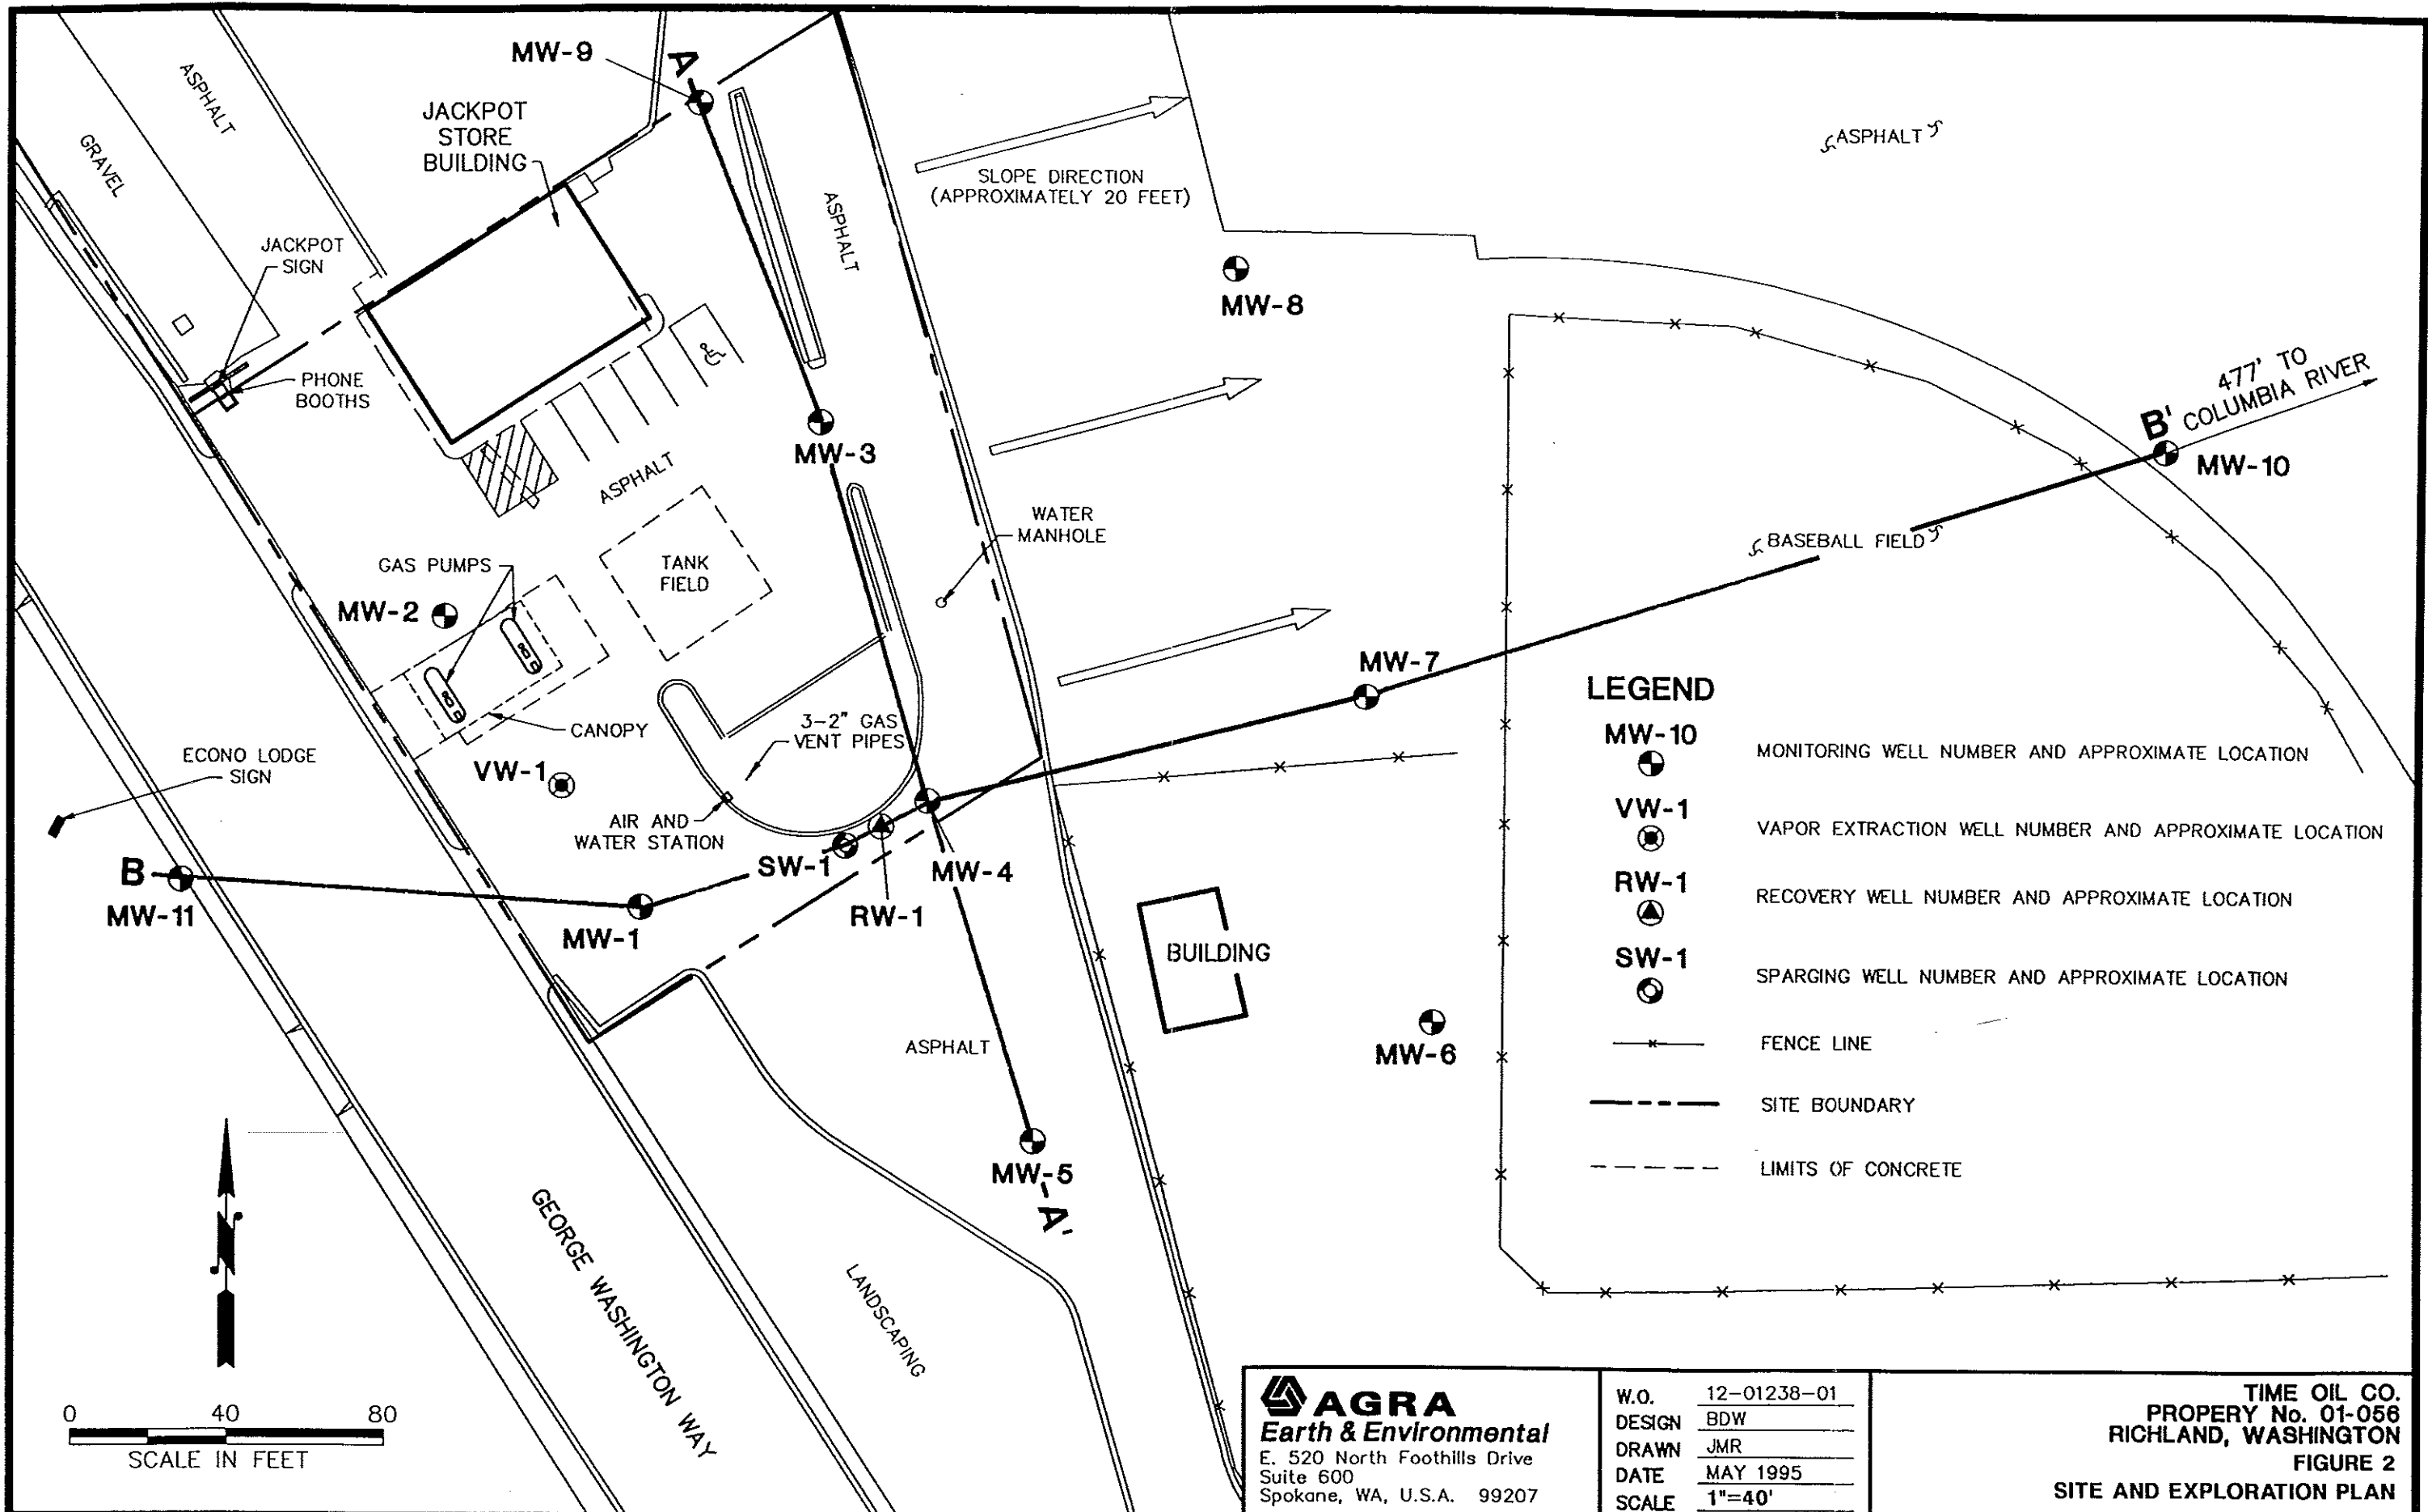 MW-9
A
JACKPOT
STORE
BUILDING
ASPHALT
GRAVEL
JACKPOT
SIGN
PHONE
BOOTHS
ASPHALT
SLOPE DIRECTION
(APPROXIMATELY 20 FEET)
ASPHALT
MW-8
MW-3
ASPHALT
477' TO
COLUMBIA RIVER
B'
MW-10
WATER
MANHOLE
BASEBALL FIELD
GAS PUMPS
TANK
FIELD
MW-2
MW-7
CANOPY
3-2" GAS
VENT PIPES
ECONO LODGE
SIGN
VW-1
AIR AND
WATER STATION
SW-1
MW-4
B
MW-11
MW-1
RW-1
BUILDING
ASPHALT
MW-6
MW-5
A'
GEORGE WASHINGTON WAY
LANDSCAPING
LEGEND
MW-10
MONITORING WELL NUMBER AND APPROXIMATE LOCATION
VW-1
VAPOR EXTRACTION WELL NUMBER AND APPROXIMATE LOCATION
RW-1
RECOVERY WELL NUMBER AND APPROXIMATE LOCATION
SW-1
SPARGING WELL NUMBER AND APPROXIMATE LOCATION
FENCE LINE
SITE BOUNDARY
LIMITS OF CONCRETE
N
0 40 80
SCALE IN FEET
AGRA
Earth & Environmental
E. 520 North Foothills Drive
Suite 600
Spokane, WA, U.S.A. 99207
W.O. 12-01238-01
DESIGN BDW
DRAWN JMR
DATE MAY 1995
SCALE 1"=40'
TIME OIL CO.
PROPERTY No. 01-056
RICHLAND, WASHINGTON
FIGURE 2
SITE AND EXPLORATION PLAN